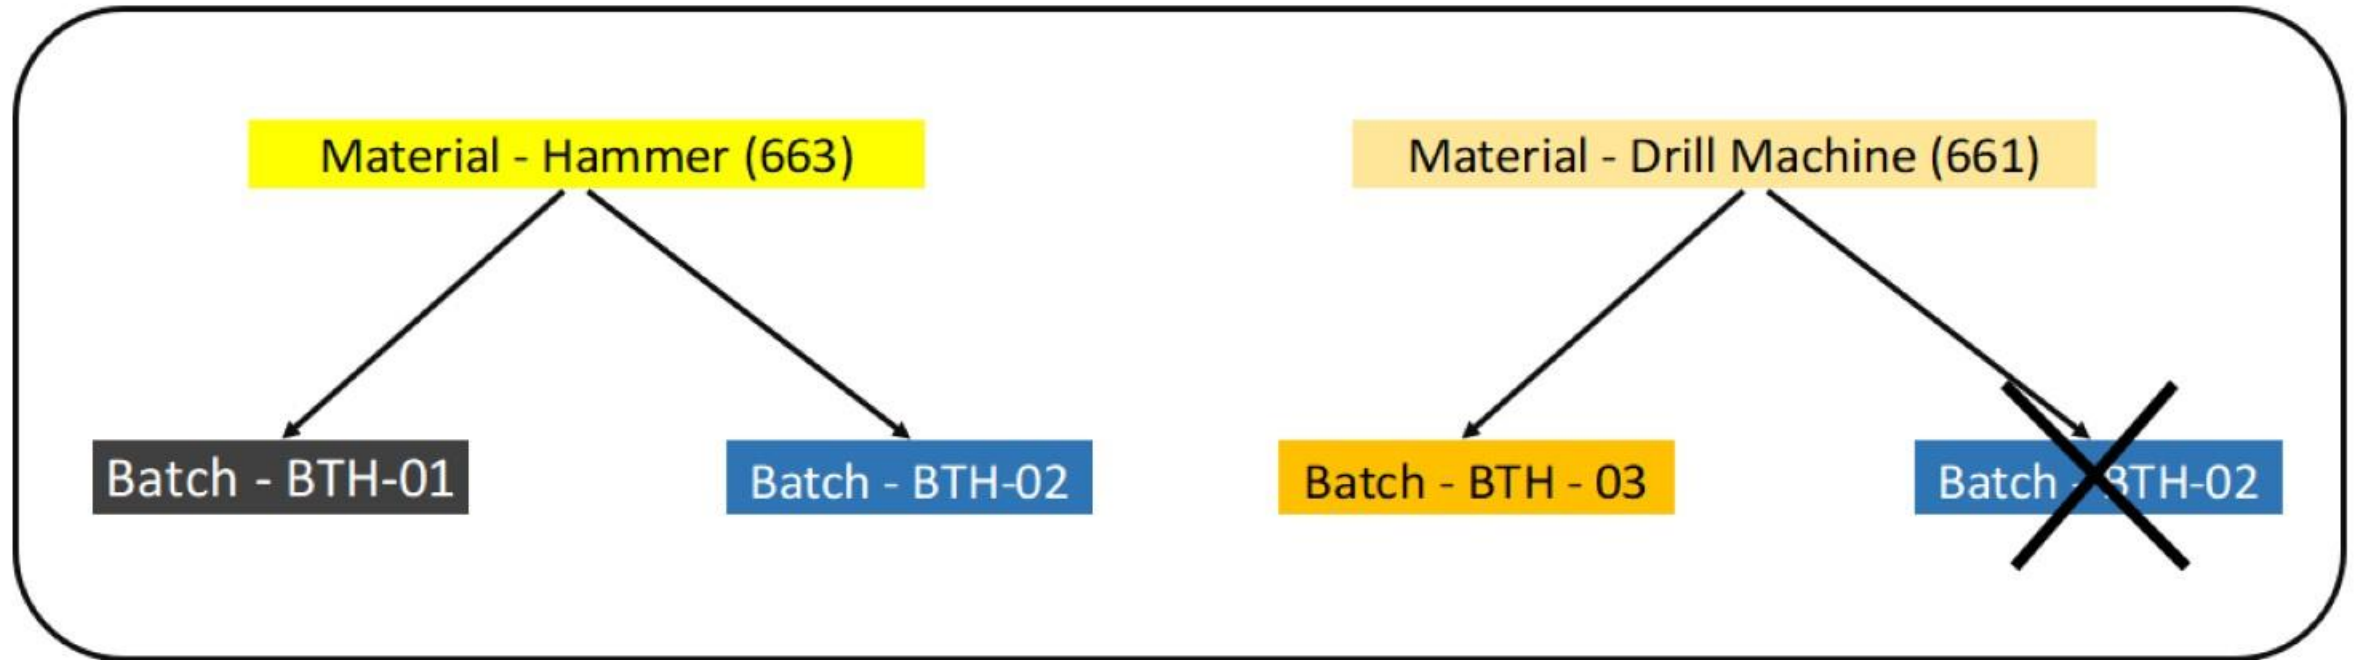 Material - Hammer (663)
Material - Drill Machine (661)
Batch - BTH-01
Batch - BTH-02
Batch - BTH - 03
Batch - BTH-02